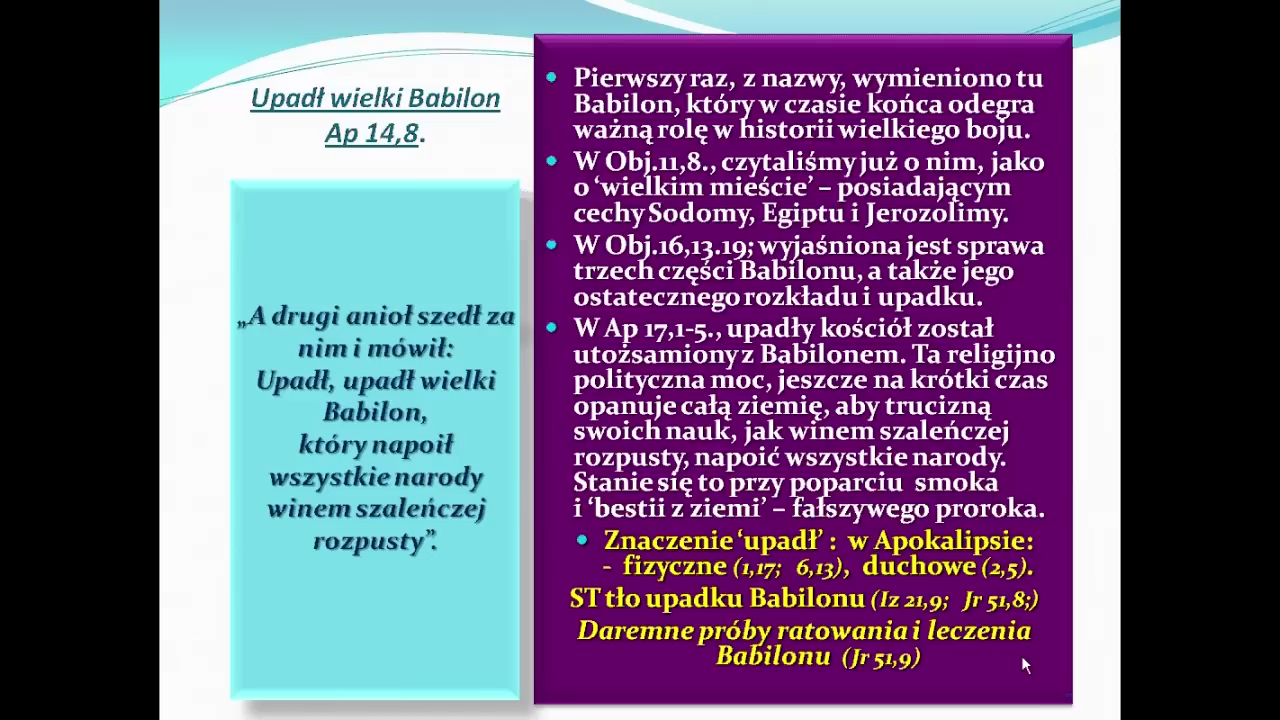 Upadł wielki Babilon
Ap 14,8.
„A drugi anioł szedł za
nim i mówił:
Upadł, upadł wielki
Babilon,
który napoił
wszystkie narody
winem szaleńczej
rozpusty”.
• Pierwszy raz, z nazwy, wymieniono tu
Babilon, który w czasie końca odegra
ważną rolę w historii wielkiego boju.
• W Obj.11,8., czytaliśmy już o nim, jako
o ‘wielkim mieście’ – posiadającym
cechy Sodomy, Egiptu i Jerozolimy.
• W Obj.16,13.19; wyjaśniona jest sprawa
trzech części Babilonu, a także jego
ostatecznego rozkładu i upadku.
• W Ap 17,1-5., upadły kościół został
utożsamiony z Babilonem. Ta religijno
polityczna moc, jeszcze na krótki czas
opanuje całą ziemię, aby trucizną
swoich nauk, jak winem szaleńczej
rozpusty, napoić wszystkie narody.
Stanie się to przy poparciu smoka
i ‘bestii z ziemi’ – fałszywego proroka.
• Znaczenie ‘upadł’ : w Apokalipsie:
- fizyczne (1,17; 6,13), duchowe (2,5).
ST tło upadku Babilonu (Iz 21,9; Jr 51,8;)
Daremne próby ratowania i leczenia
Babilonu (Jr 51,9)